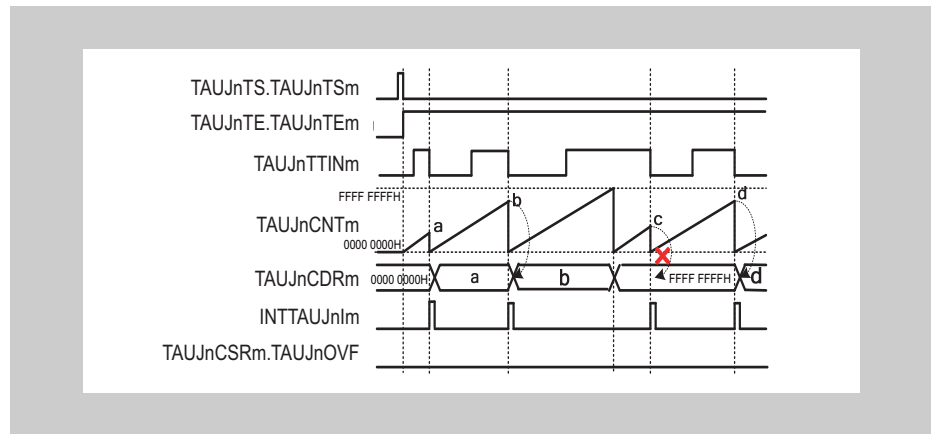 TAUJnTS.TAUJnTSm
TAUJnTE.TAUJnTEm
TAUJnTTINm
FFFF FFFFH
TAUJnCNTm
0000 0000H
a
b
c
d
TAUJnCDRm
0000 0000H
a
b
FFFF FFFFH
d
INTTAUJnIm
TAUJnCSRm.TAUJnOVF